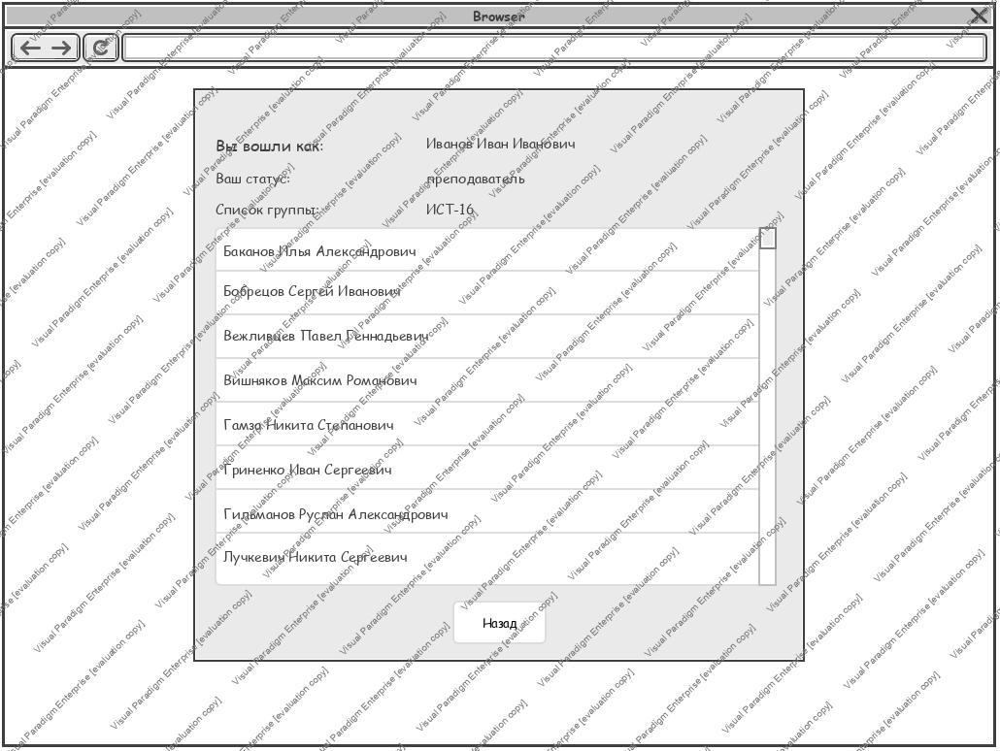 Browser
Вы вошли как: Иванов Иван Иванович
Ваш статус: преподаватель
Список группы: ИСТ-16
Баканов Илья Александрович
Бобрецов Сергей Иванович
Вежливцев Павел Геннадьевич
Вишняков Максим Романович
Гамза Никита Степанович
Гриненко Иван Сергеевич
Гильманов Руслан Александрович
Лучкевич Никита Сергеевич
Назад
Visual Paradigm Enterprise [evaluation copy]